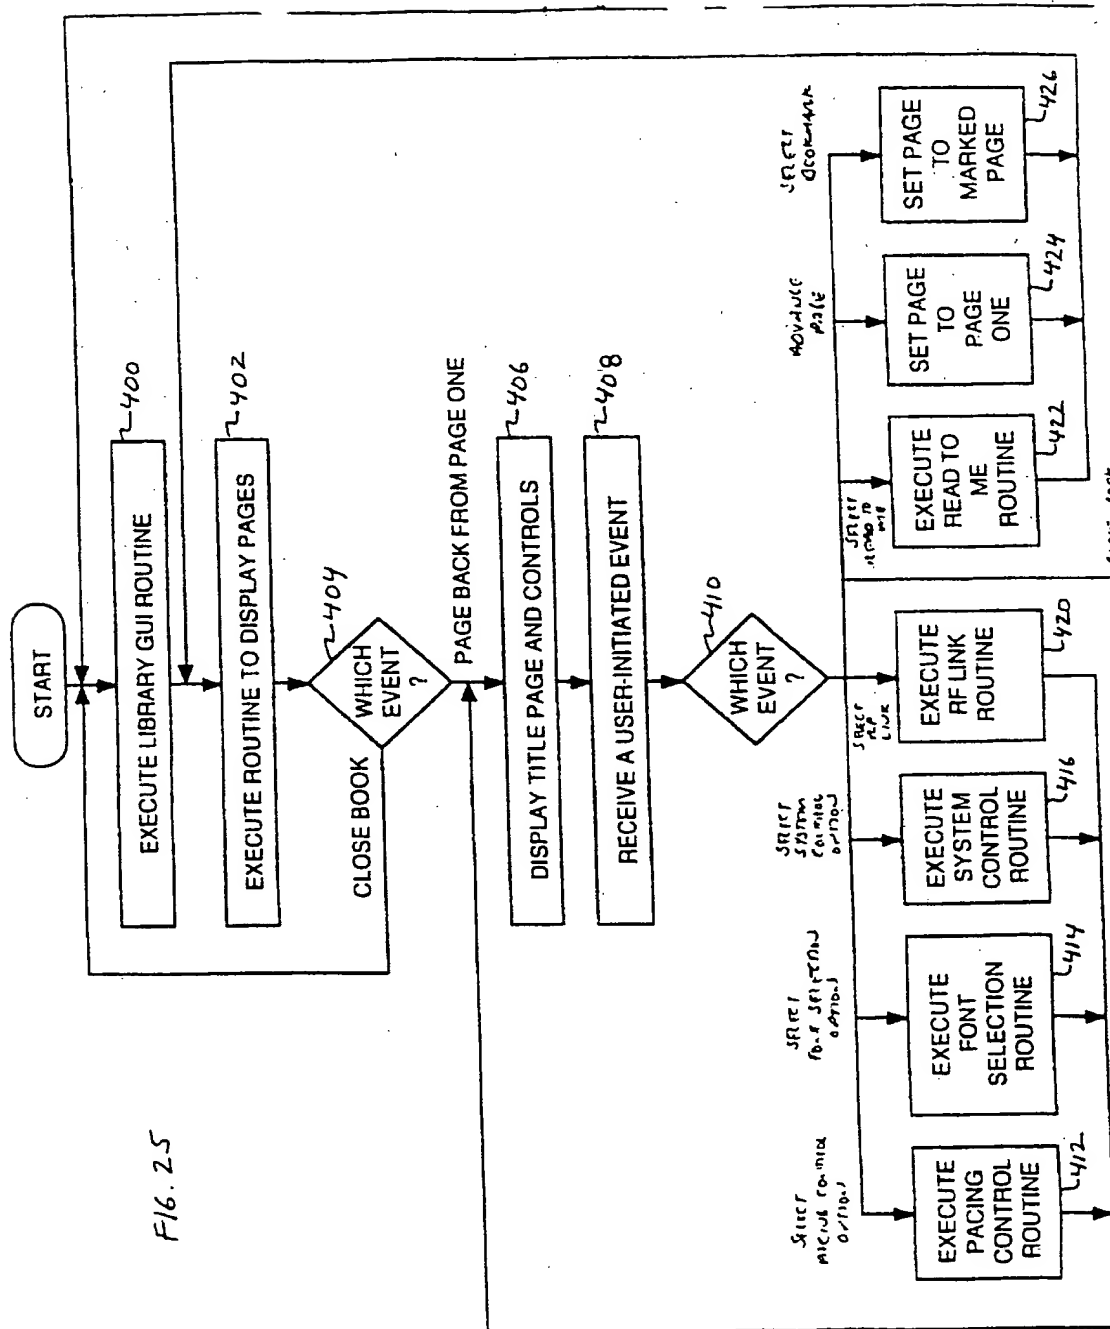 START
EXECUTE LIBRARY GUI ROUTINE
400
EXECUTE ROUTINE TO DISPLAY PAGES
402
WHICH
EVENT
?
404
CLOSE BOOK
PAGE BACK FROM PAGE ONE
DISPLAY TITLE PAGE AND CONTROLS
406
RECEIVE A USER-INITIATED EVENT
408
WHICH
EVENT
?
410
SELECT
PACING CONTROL
OPTION
EXECUTE
PACING
CONTROL
ROUTINE
412
SELECT
FONT SELECTION
OPTION
EXECUTE
FONT
SELECTION
ROUTINE
414
SELECT
SYSTEM
CONTROL
OPTION
EXECUTE
SYSTEM
CONTROL
ROUTINE
416
SELECT
RF
LINK
EXECUTE
RF LINK
ROUTINE
420
SELECT
READ TO
ME
EXECUTE
READ TO
ME
ROUTINE
422
ADVANCE
PAGE
SET PAGE
TO
PAGE
ONE
424
SELECT
BOOKMARK
SET PAGE
TO
MARKED
PAGE
426
FIG. 25